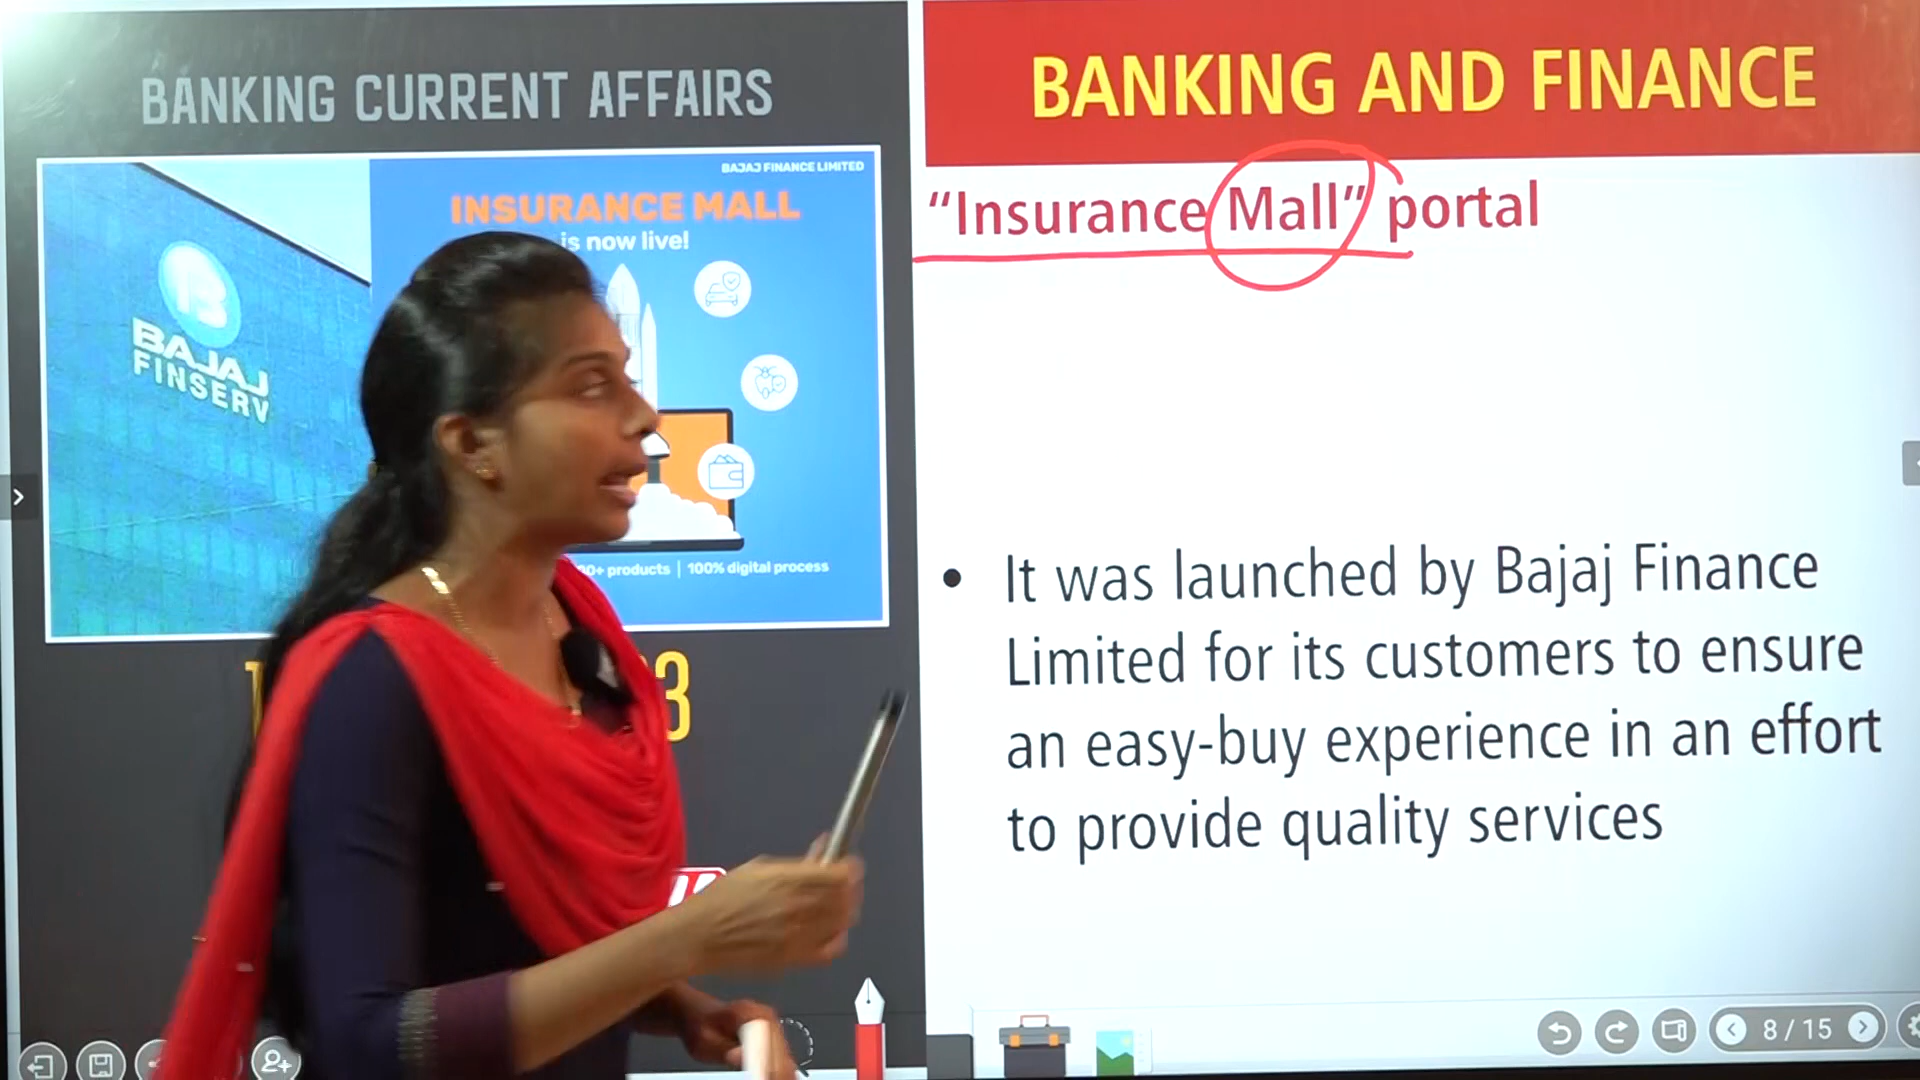 BANKING CURRENT AFFAIRS
BAJAJ FINANCE LIMITED
INSURANCE MALL
is now live!
BAJAJ
FINSERV
products | 100% digital process
3
BANKING AND FINANCE
“Insurance Mall” portal
• It was launched by Bajaj Finance
Limited for its customers to ensure
an easy-buy experience in an effort
to provide quality services
8 / 15